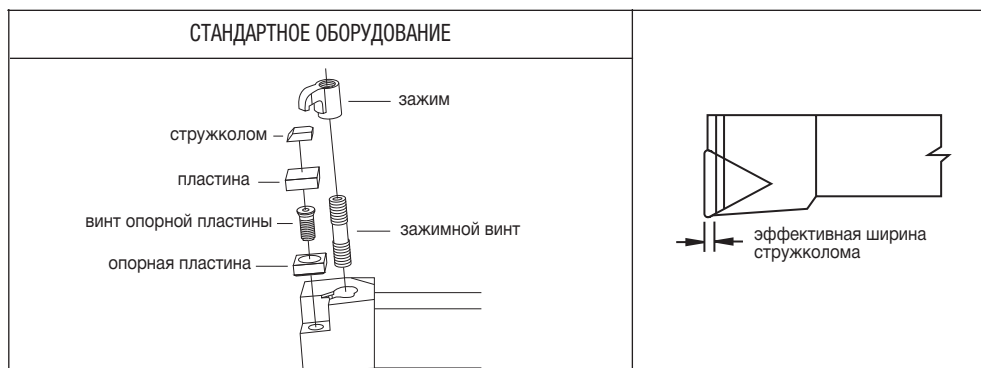 СТАНДАРТНОЕ ОБОРУДОВАНИЕ
зажим
стружколом
пластина
винт опорной пластины
зажимной винт
опорная пластина
эффективная ширина
стружколома